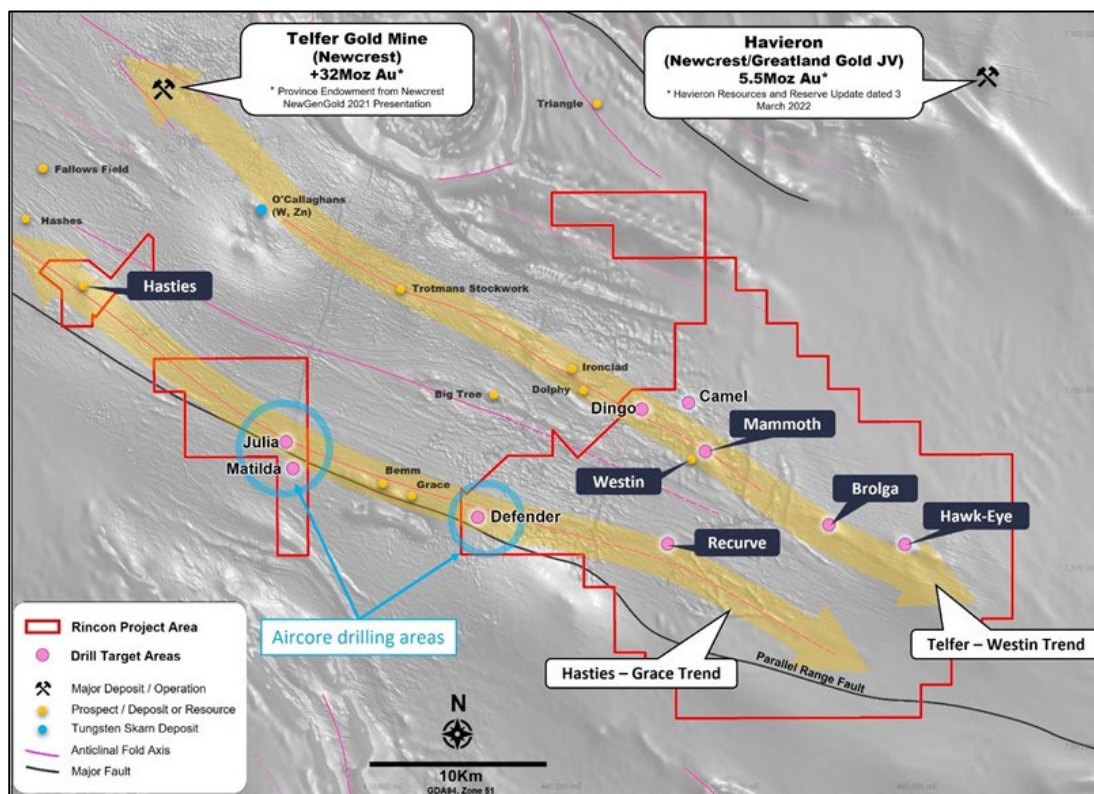 Telfer Gold Mine
(Newcrest)
+32Moz Au*
* Province Endowment from Newcrest
NewGenGold 2021 Presentation
Havieron
(Newcrest/Greatland Gold JV)
5.5Moz Au*
* Havieron Resources and Reserve Update dated 3
March 2022
Triangle
Fallows Field
O'Callaghans
(W, Zn)
Hashes
Hasties
Trotmans Stockwork
Ironclad
Dolphy
Big Tree
Dingo
Camel
Mammoth
Julia
Matilda
Westin
Bemm
Grace
Defender
Brolga
Hawk-Eye
Recurve
Aircore drilling areas
Hasties – Grace Trend
Telfer – Westin Trend
Parallel Range Fault
Rincon Project Area
Drill Target Areas
Major Deposit / Operation
Prospect / Deposit or Resource
Tungsten Skarn Deposit
Anticlinal Fold Axis
Major Fault
N
10Km
GDA94, Zone 51